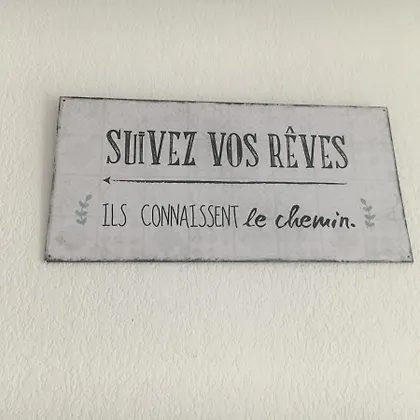 SUIVEZ VOS RÊVES
ILS CONNAISSENT le chemin.